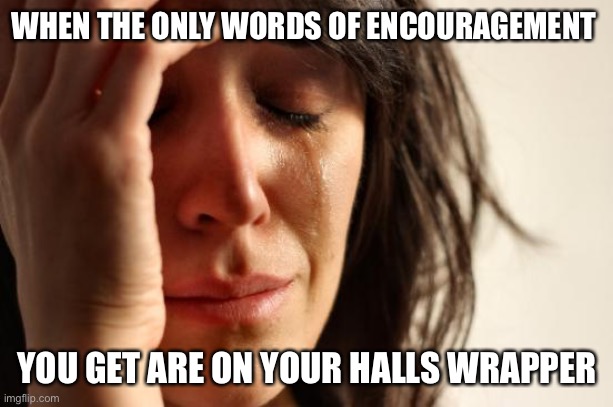 WHEN THE ONLY WORDS OF ENCOURAGEMENT
YOU GET ARE ON YOUR HALLS WRAPPER
imgflip.com